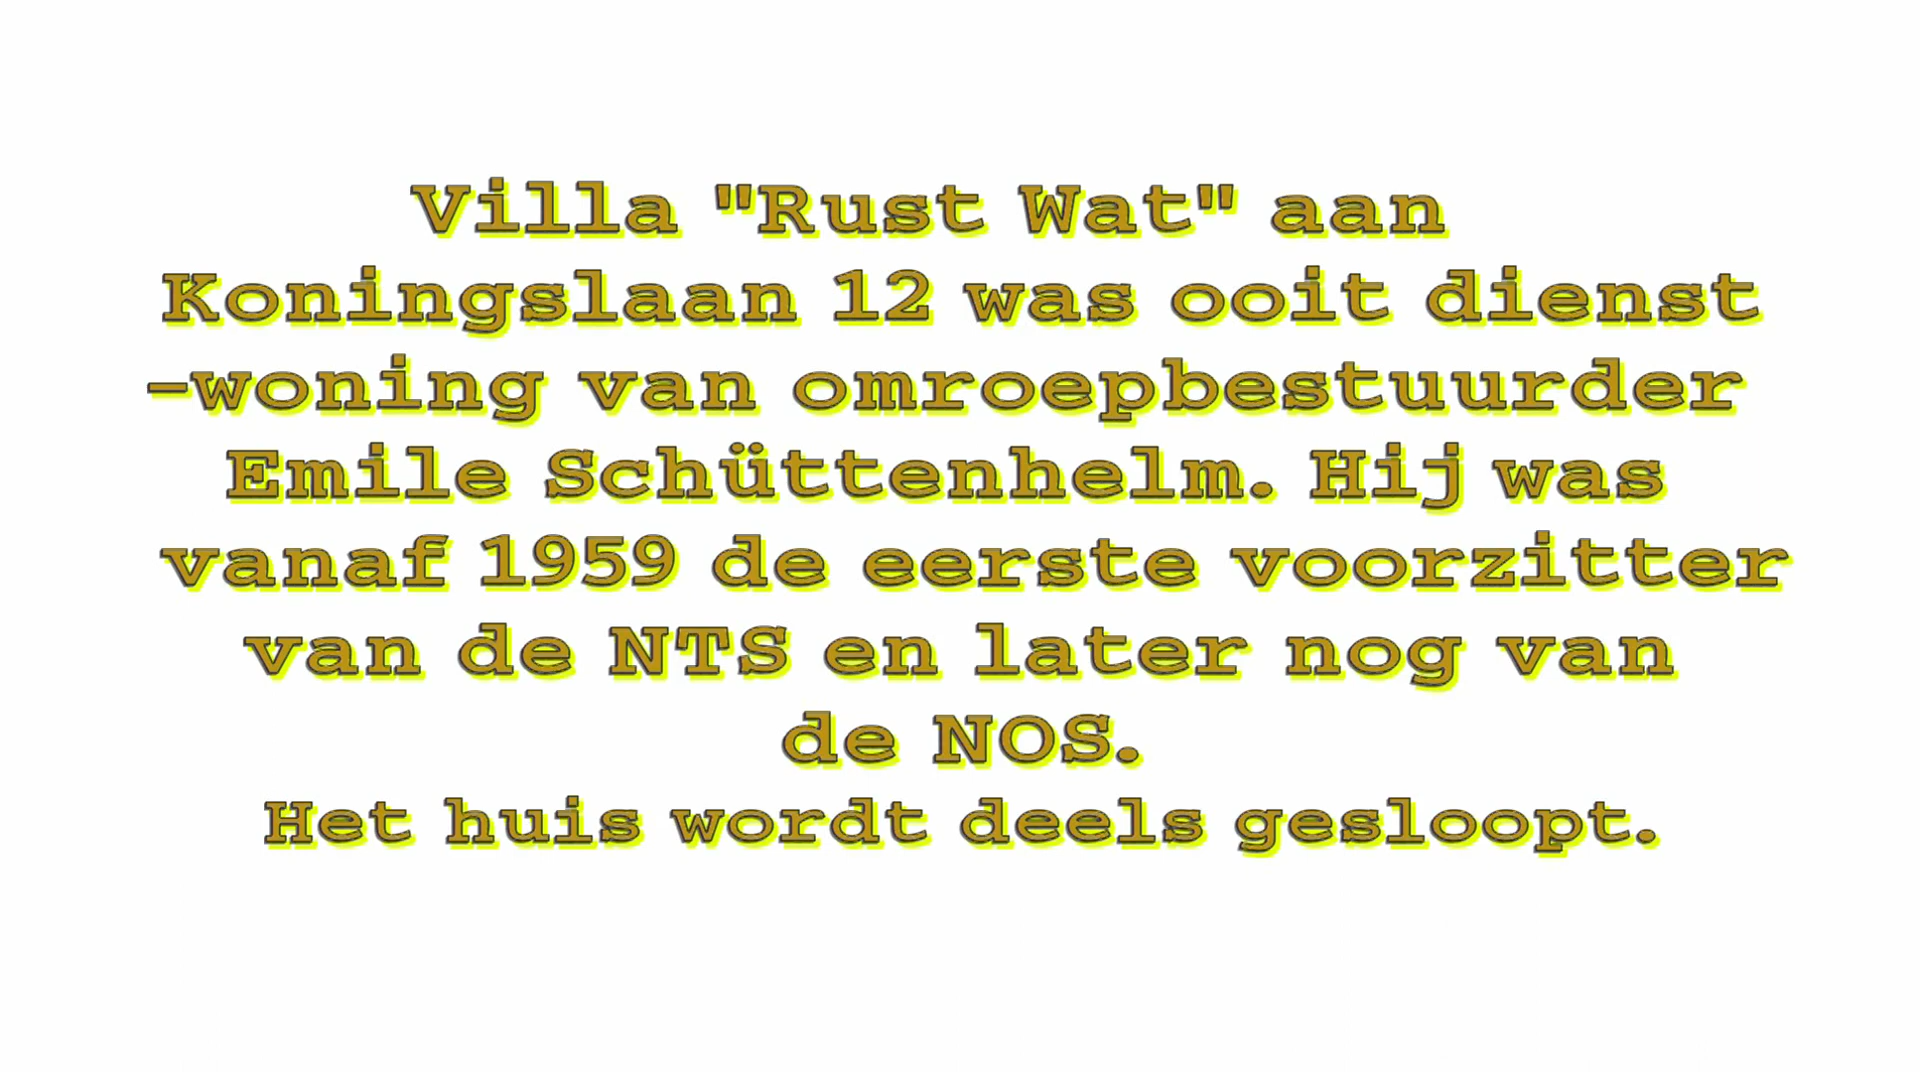 Villa "Rust Wat" aan
Koningslaan 12 was ooit dienst
-woning van omroepbestuurder
Emile Schüttenhelm. Hij was
vanaf 1959 de eerste voorzitter
van de NTS en later nog van
de NOS.
Het huis wordt deels gesloopt.